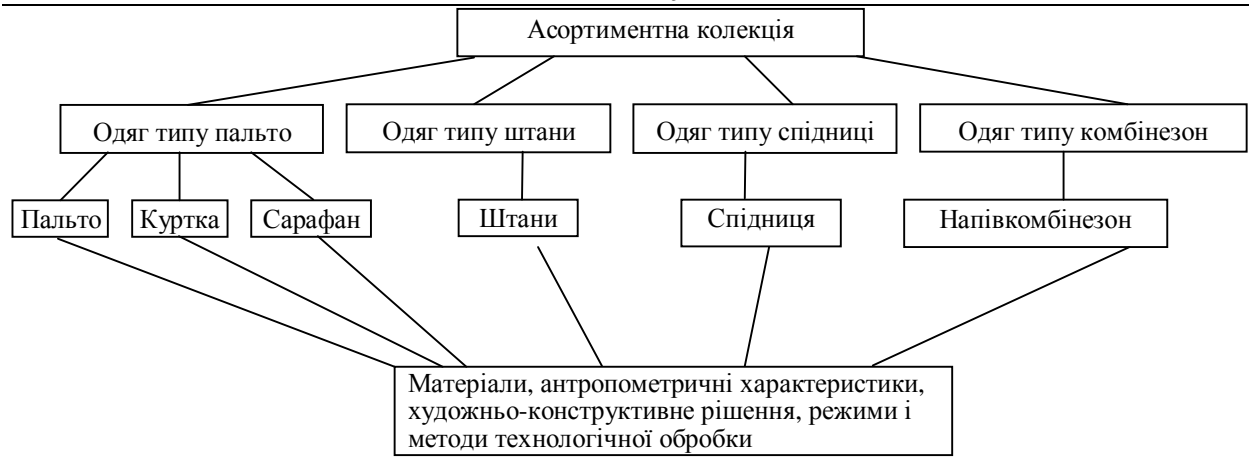 Асортиментна колекція
Одяг типу пальто
Одяг типу штани
Одяг типу спідниці
Одяг типу комбінезон
Пальто
Куртка
Сарафан
Штани
Спідниця
Напівкомбінезон
Матеріали, антропометричні характеристики,
художньо-конструктивне рішення, режими і
методи технологічної обробки